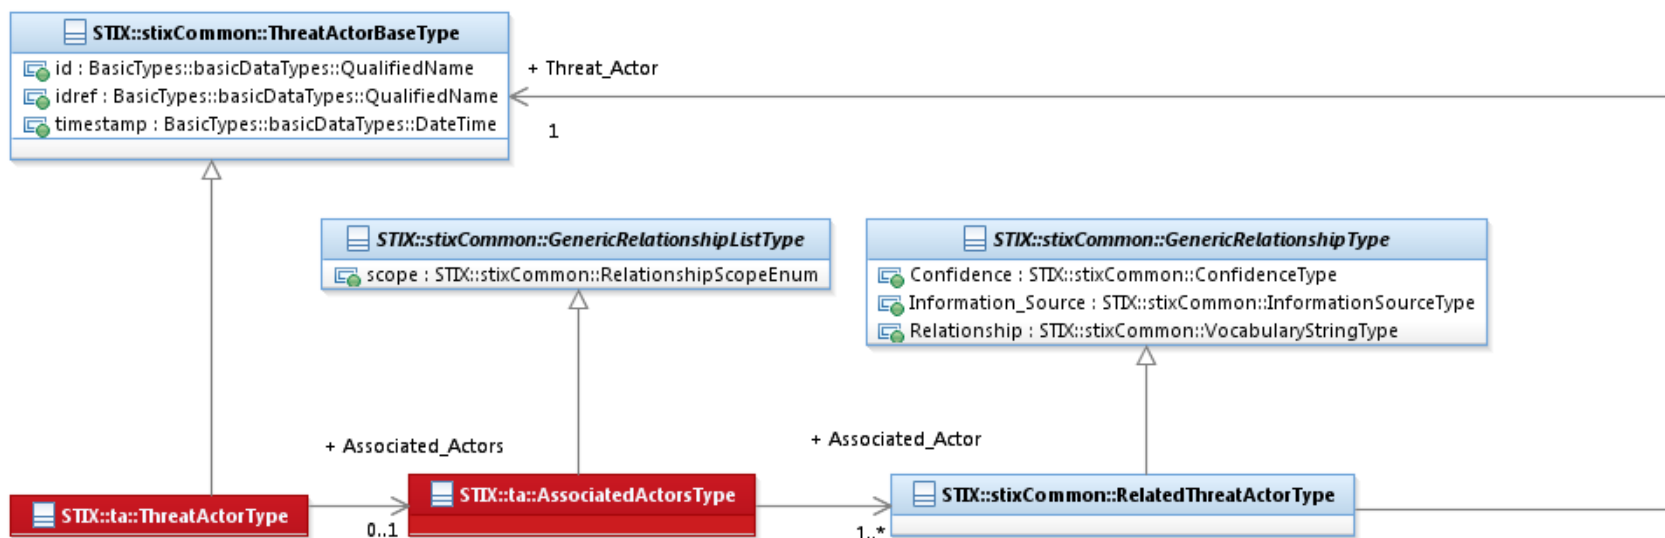 STIX::stixCommon::ThreatActorBaseType
id : BasicTypes::basicDataTypes::QualifiedName
idref : BasicTypes::basicDataTypes::QualifiedName
timestamp : BasicTypes::basicDataTypes::DateTime
+ Threat_Actor
1
STIX::stixCommon::GenericRelationshipListType
scope : STIX::stixCommon::RelationshipScopeEnum
STIX::stixCommon::GenericRelationshipType
Confidence : STIX::stixCommon::ConfidenceType
Information_Source : STIX::stixCommon::InformationSourceType
Relationship : STIX::stixCommon::VocabularyStringType
+ Associated_Actors
+ Associated_Actor
STIX::ta::ThreatActorType
0..1
STIX::ta::AssociatedActorsType
1..*
STIX::stixCommon::RelatedThreatActorType